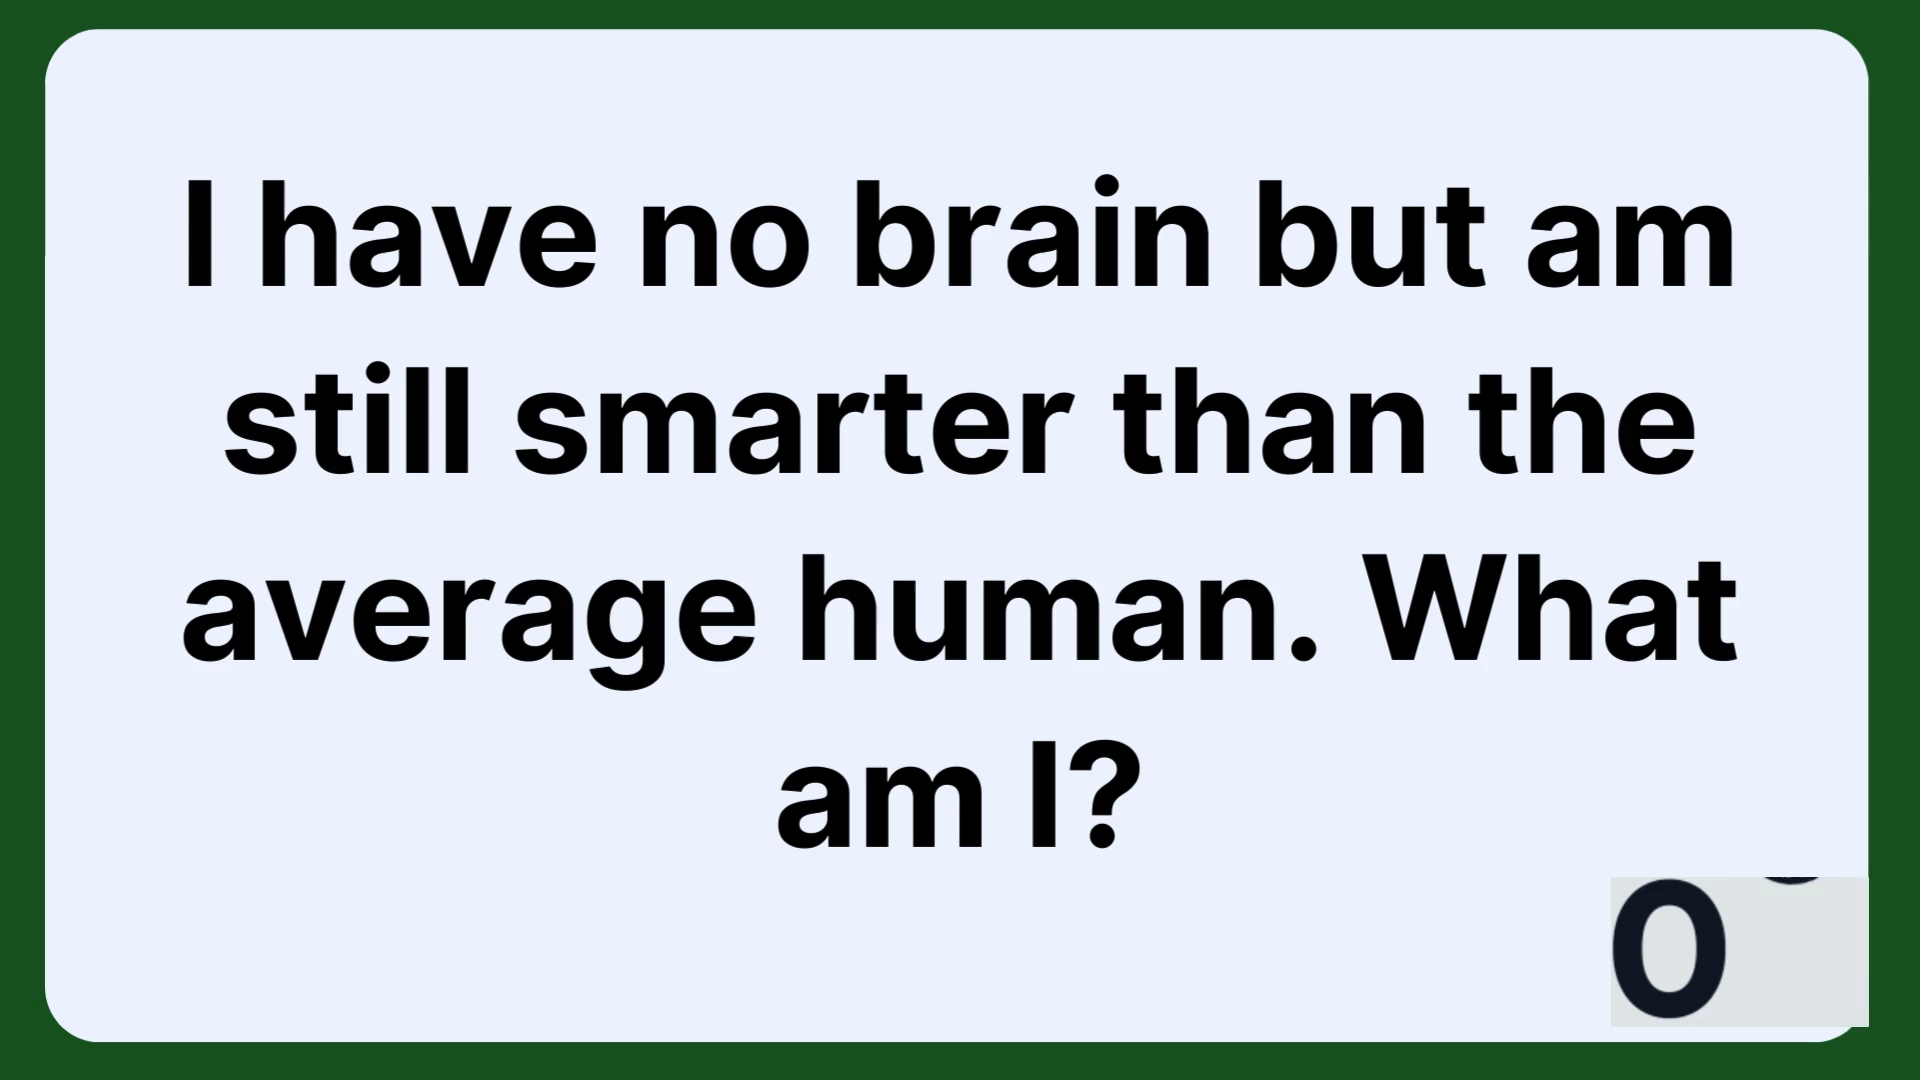 I have no brain but am
still smarter than the
average human. What
am I?
0